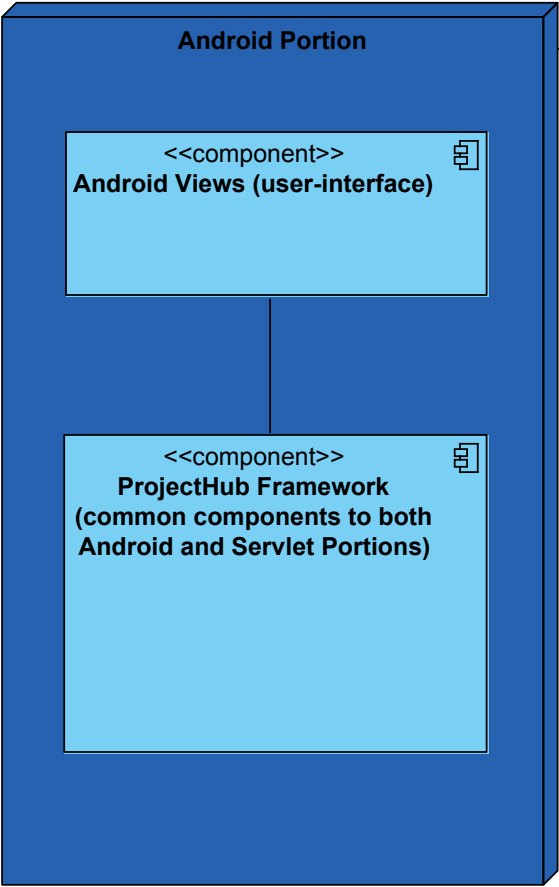 Android Portion
<<component>>
Android Views (user-interface)
<<component>>
ProjectHub Framework
(common components to both
Android and Servlet Portions)